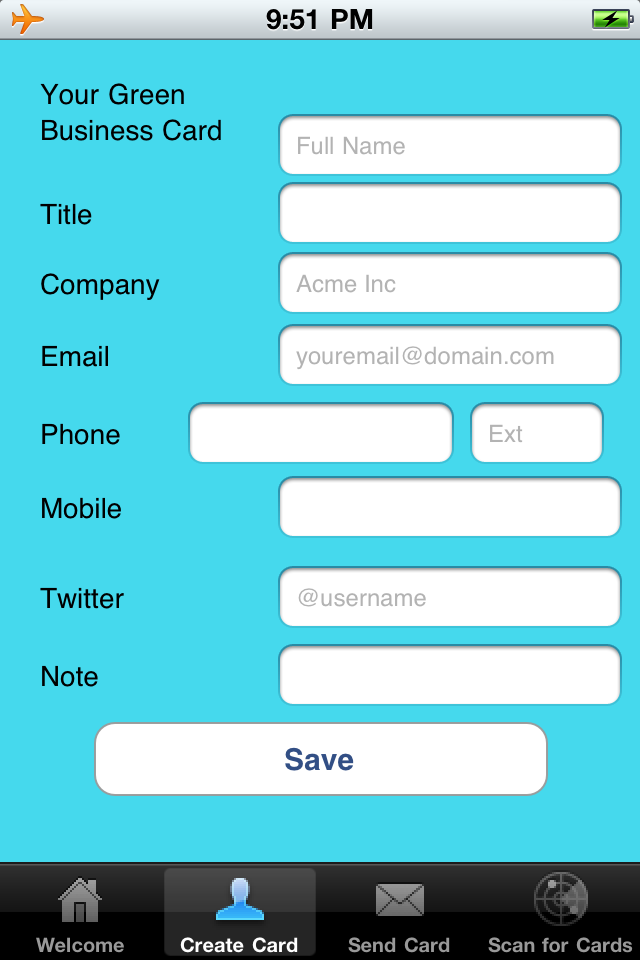 9:51 PM
Your Green
Business Card
Full Name
Title
Company
Acme Inc
Email
youremail@domain.com
Phone
Ext
Mobile
Twitter
@username
Note
Save
Welcome
Create Card
Send Card
Scan for Cards